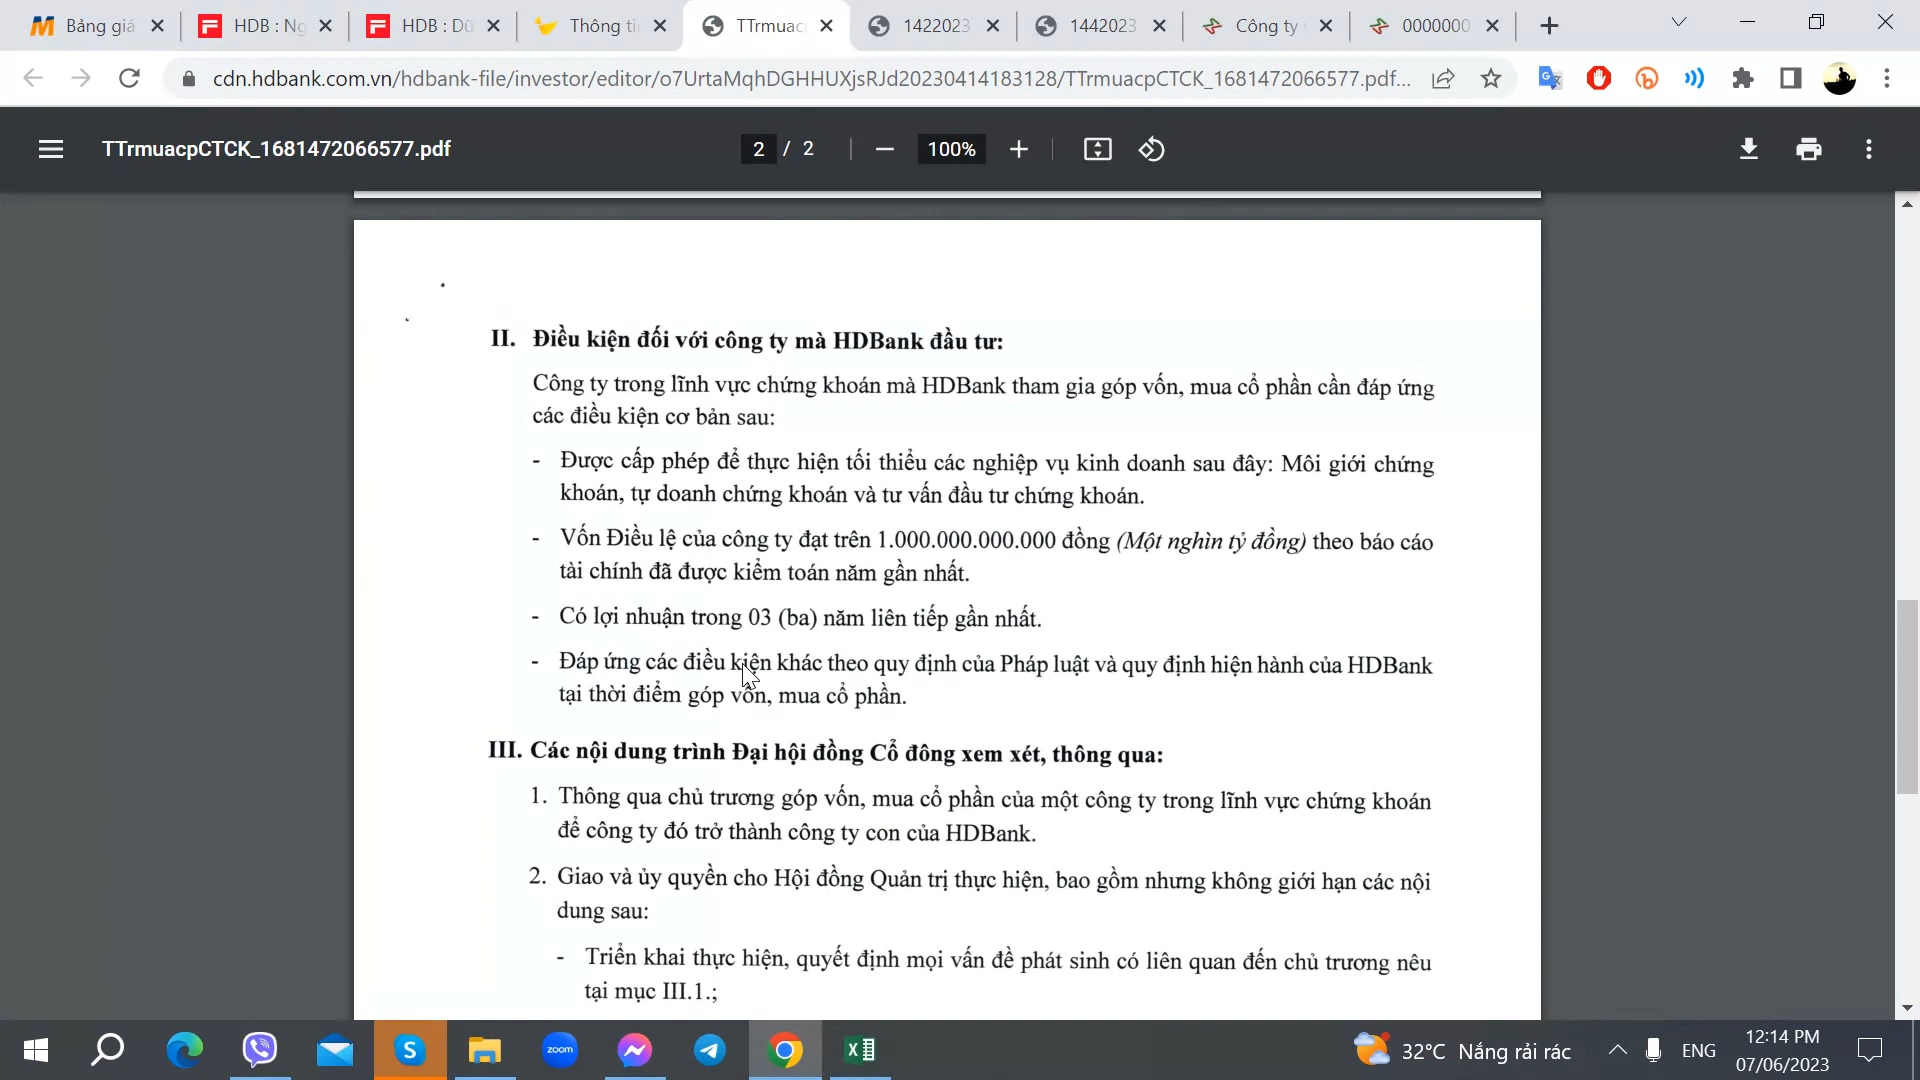 Bảng giá
HDB : Ng
HDB : Dữ
Thông ti
TTrmuac
1422023
1442023
Công ty
0000000
cdn.hdbank.com.vn/hdbank-file/investor/editor/o7UrtaMqhDGHHUXjsRJd20230414183128/TTrmuacpCTCK_1681472066577.pdf...
TTrmuacpCTCK_1681472066577.pdf
2 / 2
100%
II. Điều kiện đối với công ty mà HDBank đầu tư:
Công ty trong lĩnh vực chứng khoán mà HDBank tham gia góp vốn, mua cổ phần cần đáp ứng
các điều kiện cơ bản sau:
- Được cấp phép để thực hiện tối thiểu các nghiệp vụ kinh doanh sau đây: Môi giới chứng
khoán, tự doanh chứng khoán và tư vấn đầu tư chứng khoán.
- Vốn Điều lệ của công ty đạt trên 1.000.000.000.000 đồng (Một nghìn tỷ đồng) theo báo cáo
tài chính đã được kiểm toán năm gần nhất.
- Có lợi nhuận trong 03 (ba) năm liên tiếp gần nhất.
- Đáp ứng các điều kiện khác theo quy định của Pháp luật và quy định hiện hành của HDBank
tại thời điểm góp vốn, mua cổ phần.
III. Các nội dung trình Đại hội đồng Cổ đông xem xét, thông qua:
1. Thông qua chủ trương góp vốn, mua cổ phần của một công ty trong lĩnh vực chứng khoán
để công ty đó trở thành công ty con của HDBank.
2. Giao và ủy quyền cho Hội đồng Quản trị thực hiện, bao gồm nhưng không giới hạn các nội
dung sau:
- Triển khai thực hiện, quyết định mọi vấn đề phát sinh có liên quan đến chủ trương nêu
tại mục III.1.;
zoom
32°C Nắng rải rác
ENG
12:14 PM
07/06/2023